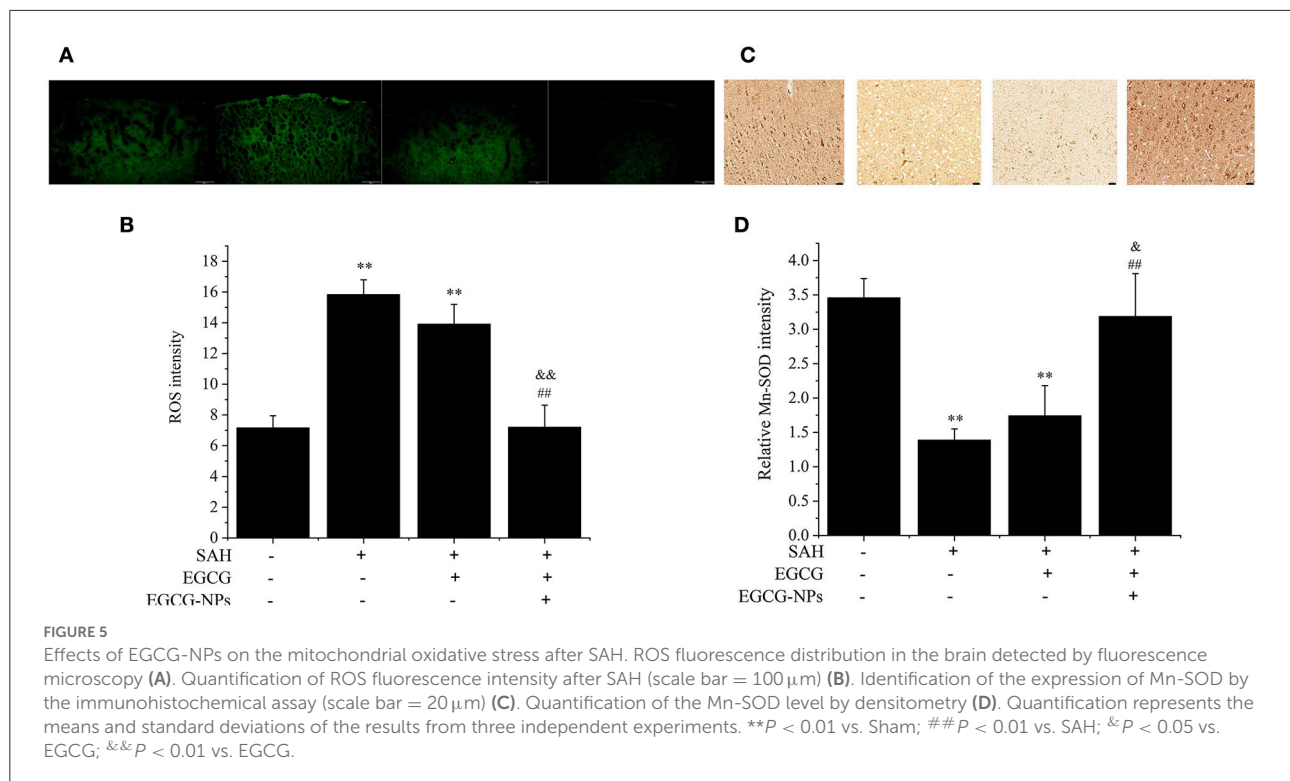 A
C
B
ROS intensity
18
16
14
12
10
8
6
4
2
0
**
**
&&
##
SAH - + + +
EGCG - - + +
EGCG-NPs - - - +
D
Relative Mn-SOD intensity
4.0
3.5
3.0
2.5
2.0
1.5
1.0
0.5
0.0
**
**
&
##
SAH - + + +
EGCG - - + +
EGCG-NPs - - - +
FIGURE 5
Effects of EGCG-NPs on the mitochondrial oxidative stress after SAH. ROS fluorescence distribution in the brain detected by fluorescence
microscopy (A). Quantification of ROS fluorescence intensity after SAH (scale bar = 100 μm) (B). Identification of the expression of Mn-SOD by
the immunohistochemical assay (scale bar = 20 μm) (C). Quantification of the Mn-SOD level by densitometry (D). Quantification represents the
means and standard deviations of the results from three independent experiments. **P < 0.01 vs. Sham; ##P < 0.01 vs. SAH; &P < 0.05 vs.
EGCG; &&P < 0.01 vs. EGCG.